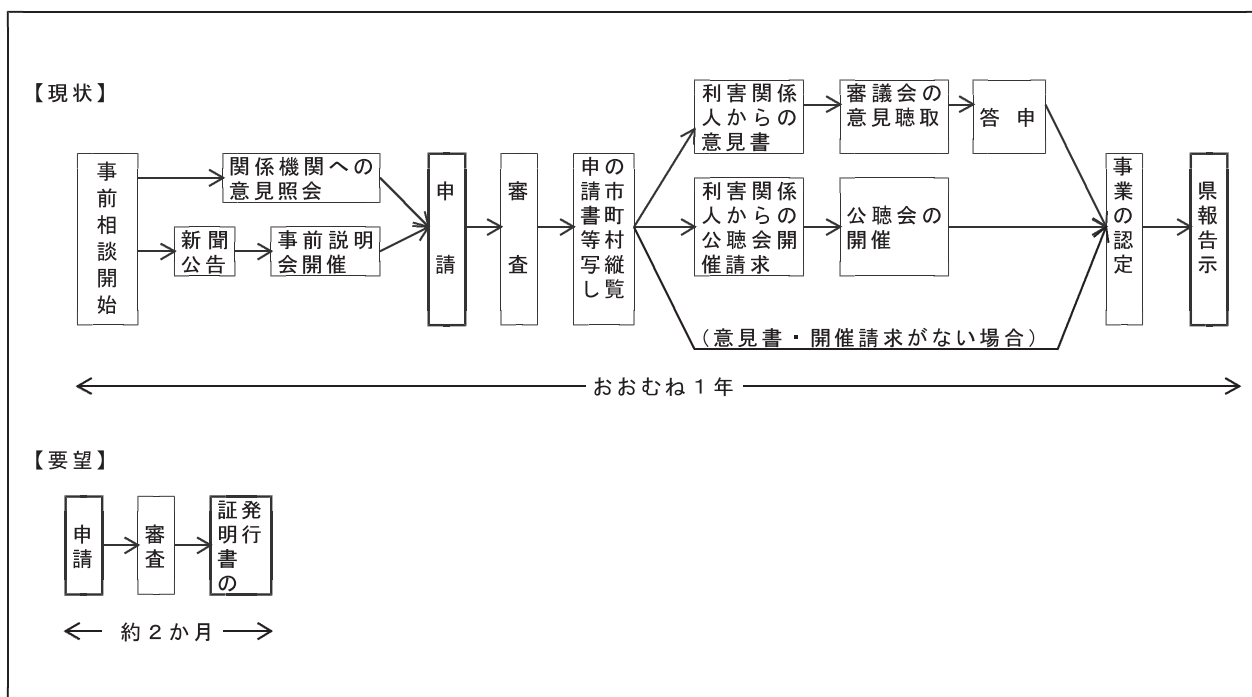 【現状】
事前相談開始
関係機関への
意見照会
新聞
公告
事前説明
会開催
申請
審査
申請書等写し
の市町村縦覧
利害関係
人からの
意見書
審議会の
意見聴取
答申
利害関係
人からの
公聴会開
催請求
公聴会の
開催
(意見書・開催請求がない場合)
事業の認定
県報告示
おおむね1年
【要望】
申請
審査
証明書の
発行
約2か月